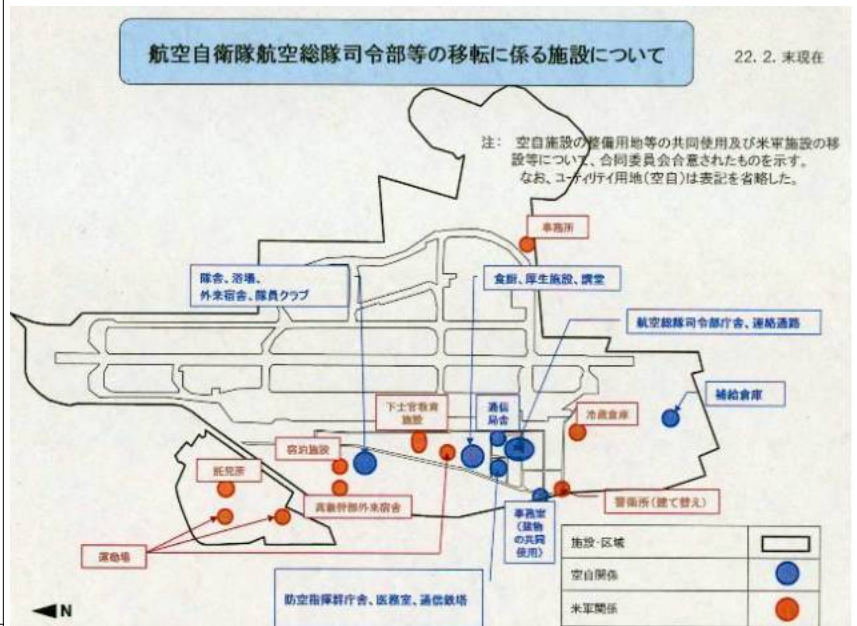 航空自衛隊航空総隊司令部等の移転に係る施設について
22. 2. 末現在
注： 空自施設の整備用地等の共同使用及び米軍施設の移
設等について、合同委員会合意されたものを示す。
なお、ユーティリティ用地（空自）は表記を省略した。
事務所
隊舎、浴場、
外来宿舎、隊員クラブ
食厨、厚生施設、講堂
航空総隊司令部庁舎、連絡通路
補給倉庫
下士官教育
施設
通信
局舎
冷蔵倉庫
宿泊施設
託児所
高級幹部外来宿舎
警衛所（建て替え）
事務室
（建物
の共同
使用）
運動場
防空指揮群庁舎、医務室、通信鉄塔
施設・区域
空自関係
米軍関係
N